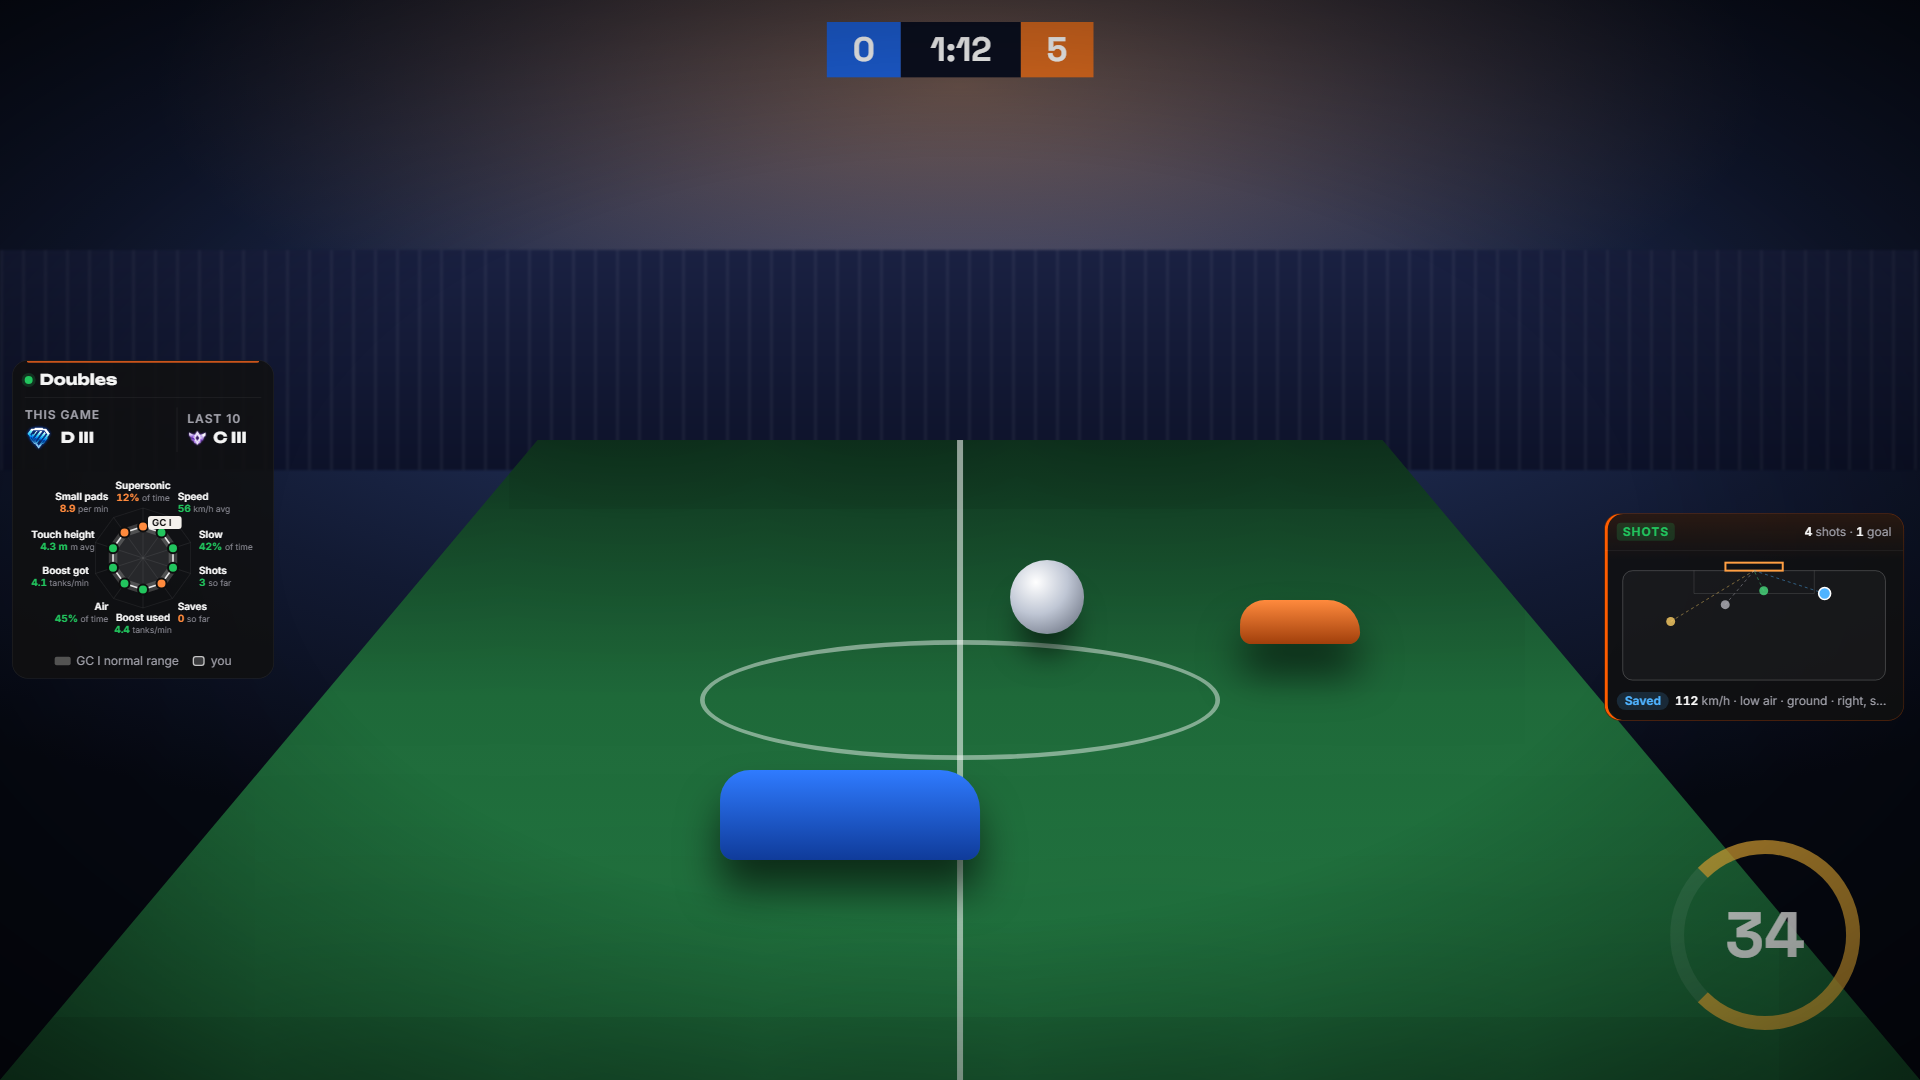 0 1:12 5
Doubles
THIS GAME
D III
LAST 10
C III
Supersonic
12% of time
Small pads
8.9 per min
Speed
56 km/h avg
GC I
Touch height
4.3 m m avg
Slow
42% of time
Boost got
4.1 tanks/min
Shots
3 so far
Air
45% of time
Boost used
4.4 tanks/min
Saves
0 so far
GC I normal range you
SHOTS 4 shots · 1 goal
Saved 112 km/h · low air · ground · right, s...
34